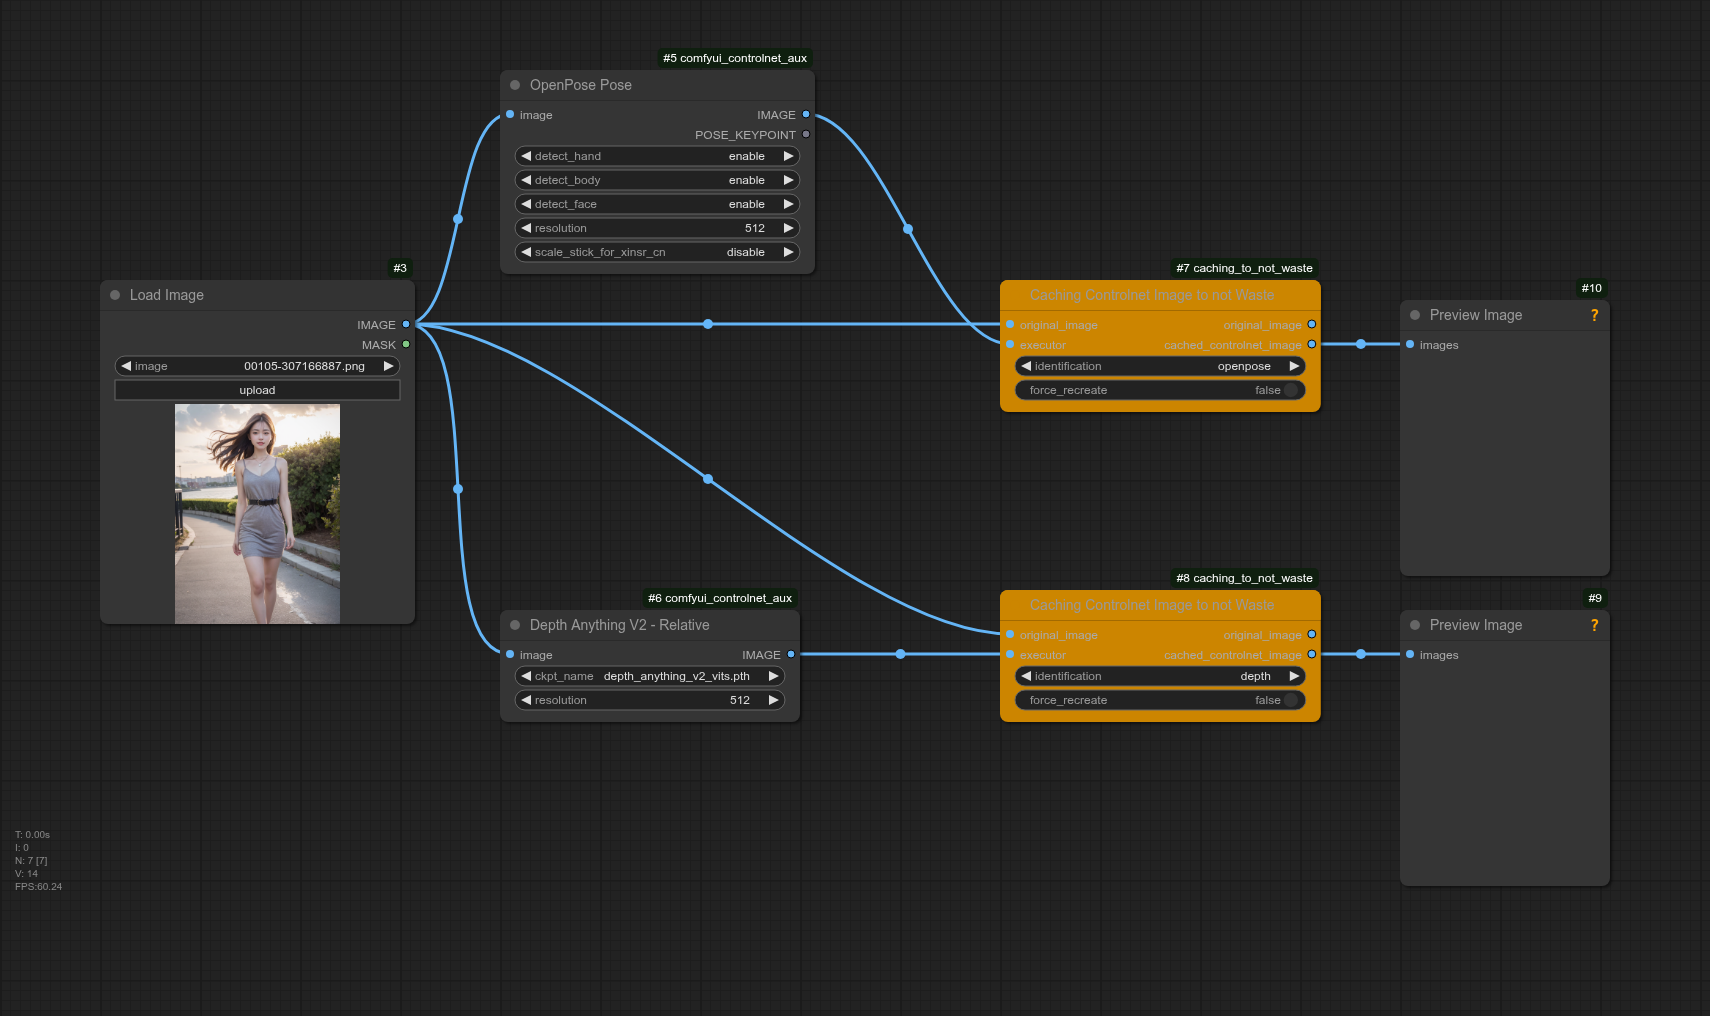 #5 comfyui_controlnet_aux
OpenPose Pose
image IMAGE
POSE_KEYPOINT
detect_hand enable
detect_body enable
detect_face enable
resolution 512
scale_stick_for_xinsr_cn disable
#3
Load Image
IMAGE
MASK
image 00105-307166887.png
upload
#7 caching_to_not_waste
Caching Controlnet Image to not Waste
original_image original_image
executor cached_controlnet_image
identification openpose
force_recreate false
#10
Preview Image ?
images
#6 comfyui_controlnet_aux
Depth Anything V2 - Relative
image IMAGE
ckpt_name depth_anything_v2_vits.pth
resolution 512
#8 caching_to_not_waste
Caching Controlnet Image to not Waste
original_image original_image
executor cached_controlnet_image
identification depth
force_recreate false
#9
Preview Image ?
images
T: 0.00s
I: 0
N: 7 [7]
V: 14
FPS:60.24